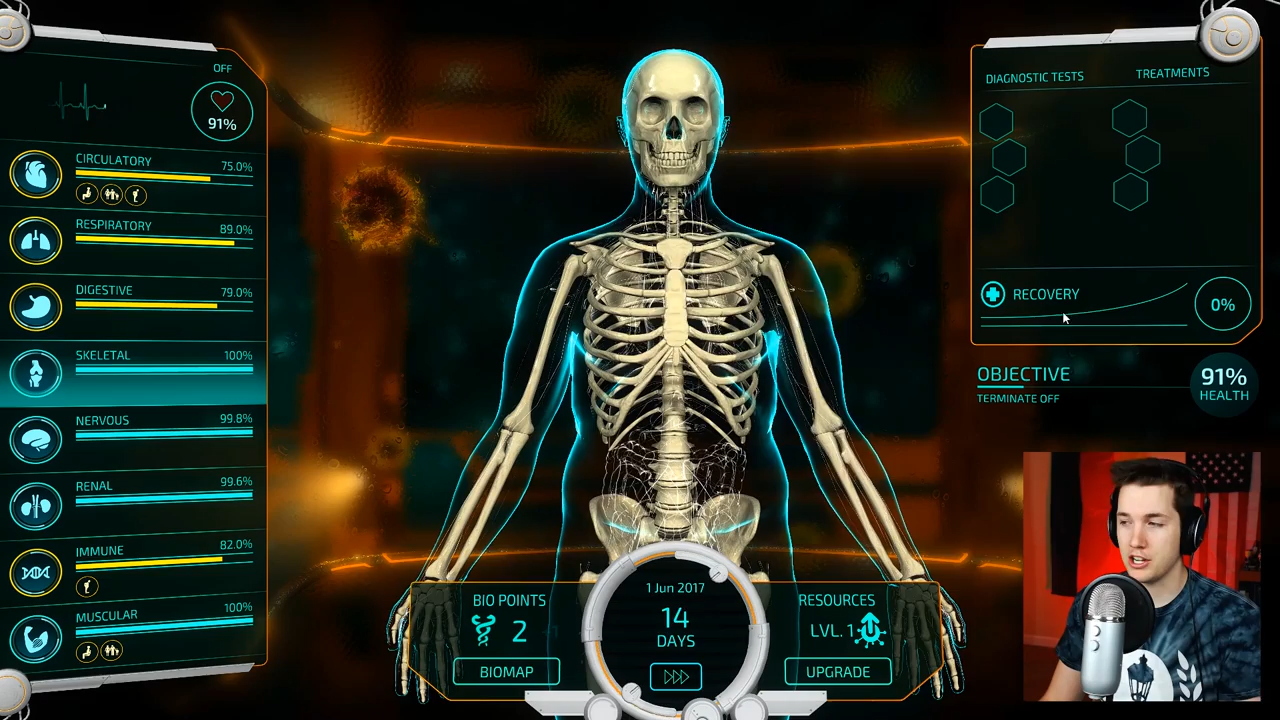 OFF
91%
CIRCULATORY 75.0%
RESPIRATORY 89.0%
DIGESTIVE 79.0%
SKELETAL 100%
NERVOUS 99.8%
RENAL 99.6%
IMMUNE 82.0%
MUSCULAR 100%
DIAGNOSTIC TESTS TREATMENTS
RECOVERY 0%
OBJECTIVE
TERMINATE OFF
91%
HEALTH
BIO POINTS
2
BIOMAP
1 Jun 2017
14
DAYS
RESOURCES
LVL. 1
UPGRADE